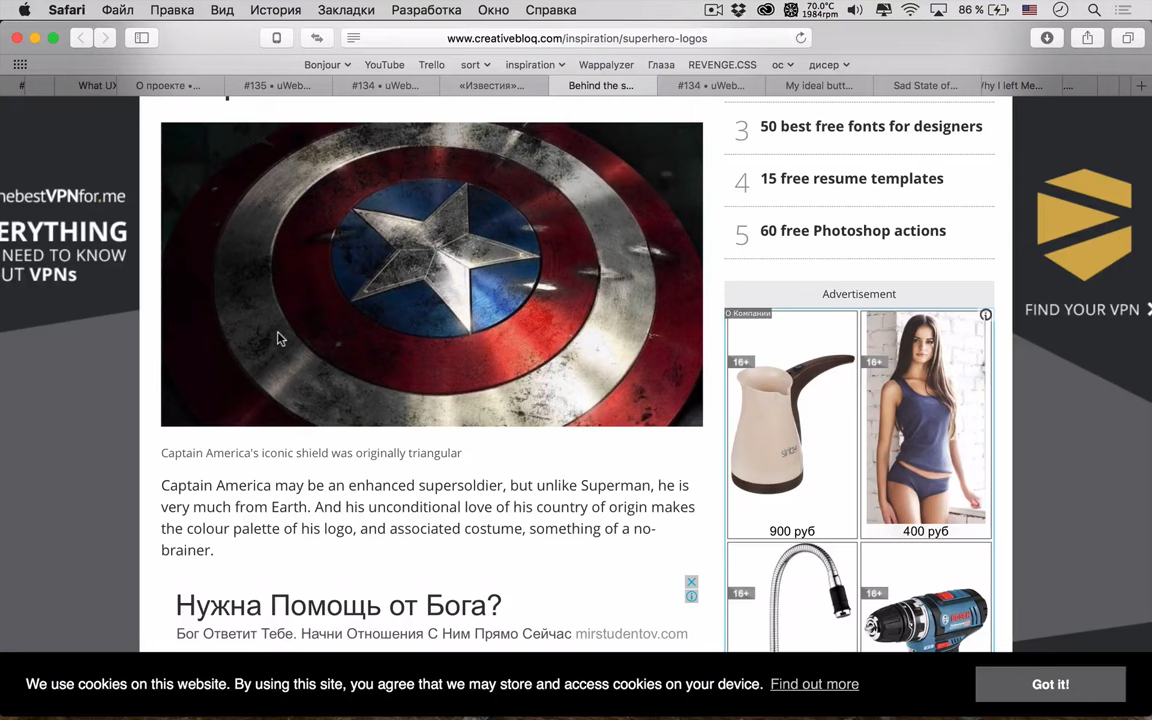 Safari Файл Правка Вид История Закладки Разработка Окно Справка 70.0°C 1984rpm 86 %
www.creativebloq.com/inspiration/superhero-logos
Bonjour YouTube Trello sort inspiration Wappalyzer Глаза REVENGE.CSS ос дисер
# What UX О проекте •... #135 – uWeb... #134 – uWeb... «Известия»... Behind the s... #134 – uWeb... My ideal butt... Sad State of... Why I left Me... ....
3 50 best free fonts for designers
4 15 free resume templates
5 60 free Photoshop actions
hebestVPNfor.me
ERYTHING
NEED TO KNOW
UT VPNs
FIND YOUR VPN
Advertisement
О Компании
16+ 16+
sinbo
900 руб 400 руб
16+ 16+
BOSCH
Captain America's iconic shield was originally triangular
Captain America may be an enhanced supersoldier, but unlike Superman, he is
very much from Earth. And his unconditional love of his country of origin makes
the colour palette of his logo, and associated costume, something of a no-
brainer.
Нужна Помощь от Бога?
Бог Ответит Тебе. Начни Отношения С Ним Прямо Сейчас mirstudentov.com
We use cookies on this website. By using this site, you agree that we may store and access cookies on your device. Find out more
Got it!